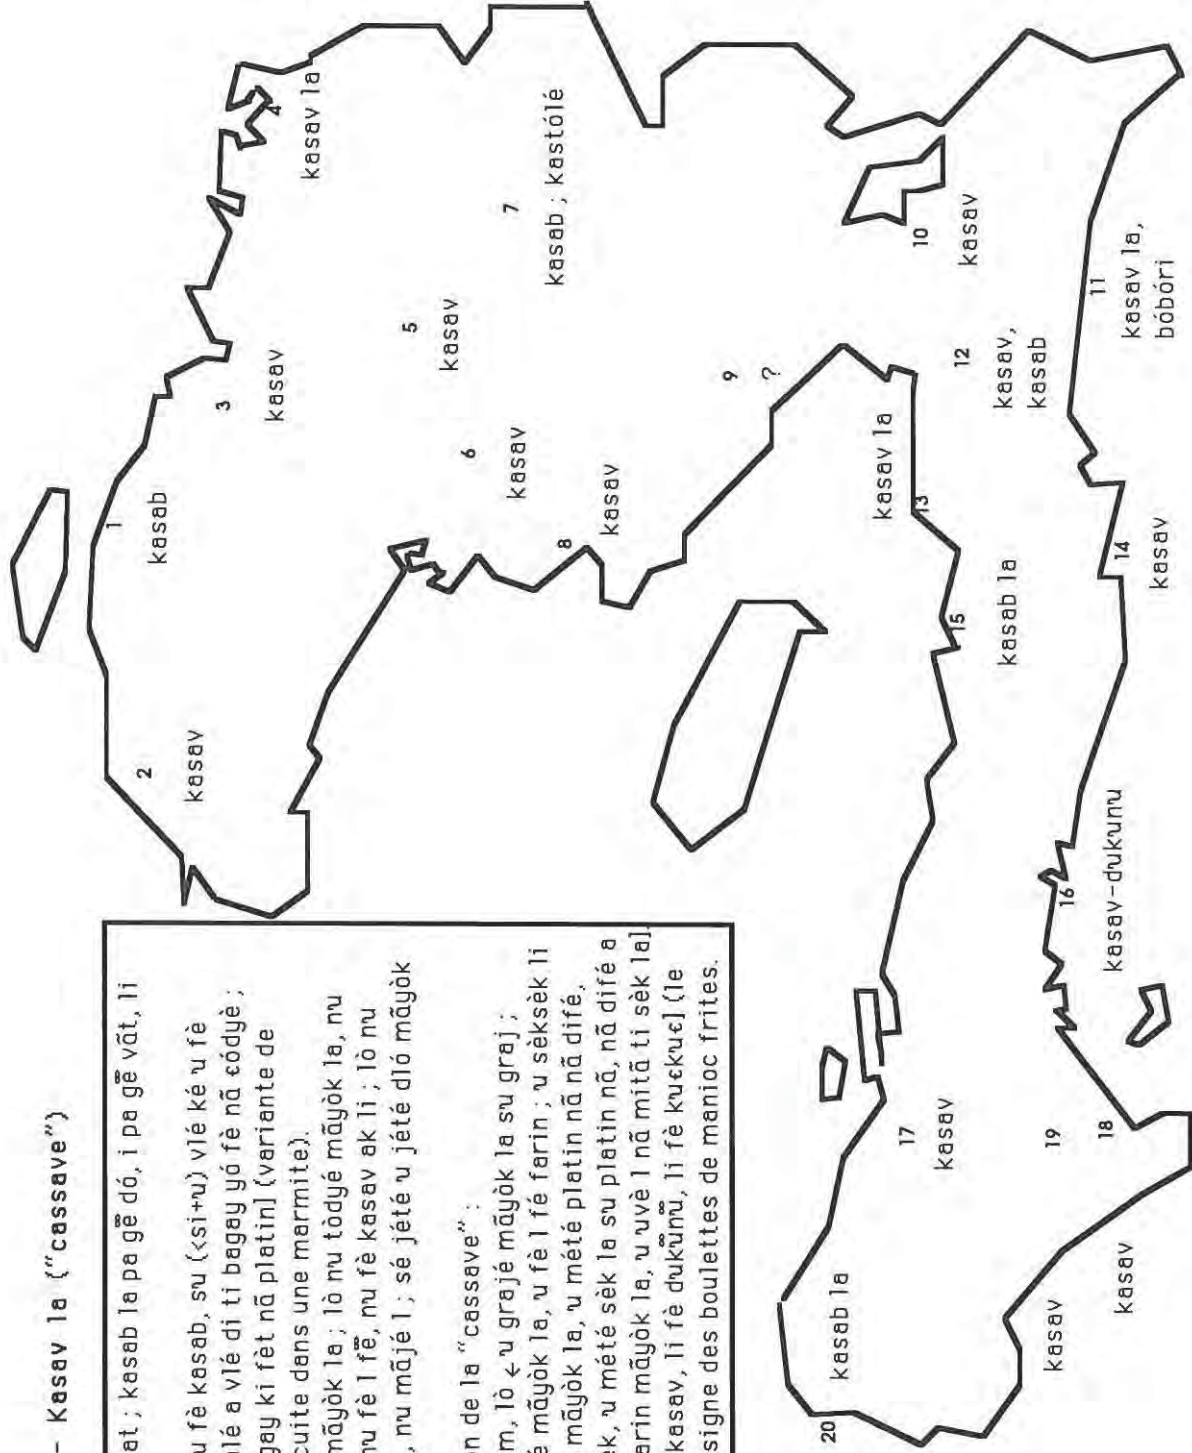 – Kasav la ("cassave")
at ; kasab la pa gẽ dó, i pa gẽ vãt, li
u fè kasab, su (<si+u) vlé ké u fè
alé a vlé di ti bagay yó fè nã ɛódyè ;
gay ki fèt nã platin] (variante de
cuite dans une marmite).
mãyòk la ; lò nu tòdyé mãyòk la, nu
nu fè l fẽ, nu fè kasav ak li ; lò nu
, nu mãjé l ; sé jété u jété dló mãyòk
on de la "cassave" :
m, lò ← u grajé mãyòk la su graj ;
é mãyòk la, u fè l fé farin ; u sèksèk li
mãyòk la, u mété platin nã nã difé,
ek, u mété sèk la su platin nã, nã difé a
arin mãyòk la, u uvè l nã mitã ti sèk la].
kasav, li fè dukũnũ, li fè kuɛkuɛ] (le
signe des boulettes de manioc frites.
1
kasab
2
kasav
3
kasav
4
kasav la
5
kasav
6
kasav
7
kasab ; kastólé
8
kasav
9
?
10
kasav
11
kasav la,
bóbóri
12
kasav,
kasab
kasav la
13
14
kasav
15
kasab la
16
kasav-dukunu
17
kasav
18
kasav
19
kasav
20
kasab la